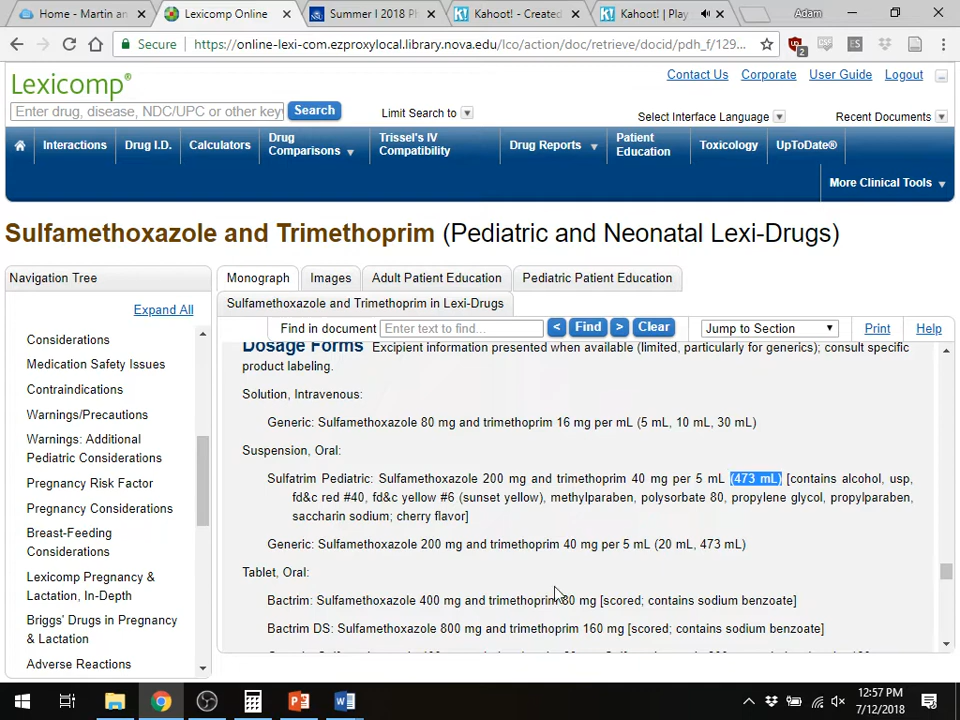 Home - Martin an
Lexicomp Online
Summer I 2018 Ph
Kahoot! - Created
Kahoot! | Play
Adam
Secure
https://online-lexi-com.ezproxylocal.library.nova.edu/lco/action/doc/retrieve/docid/pdh_f/129...
2
ES
Lexicomp®
Contact Us
Corporate
User Guide
Logout
Enter drug, disease, NDC/UPC or other key
Search
Limit Search to
Select Interface Language
Recent Documents
Interactions
Drug I.D.
Calculators
Drug
Comparisons
Trissel's IV
Compatibility
Drug Reports
Patient
Education
Toxicology
UpToDate®
More Clinical Tools
Sulfamethoxazole and Trimethoprim (Pediatric and Neonatal Lexi-Drugs)
Navigation Tree
Expand All
Considerations
Medication Safety Issues
Contraindications
Warnings/Precautions
Warnings: Additional
Pediatric Considerations
Pregnancy Risk Factor
Pregnancy Considerations
Breast-Feeding
Considerations
Lexicomp Pregnancy &
Lactation, In-Depth
Briggs' Drugs in Pregnancy
& Lactation
Adverse Reactions
Monograph
Images
Adult Patient Education
Pediatric Patient Education
Sulfamethoxazole and Trimethoprim in Lexi-Drugs
Find in document
Enter text to find...
<
Find
>
Clear
Jump to Section
Print
Help
Dosage Forms Excipient information presented when available (limited, particularly for generics); consult specific
product labeling.
Solution, Intravenous:
Generic: Sulfamethoxazole 80 mg and trimethoprim 16 mg per mL (5 mL, 10 mL, 30 mL)
Suspension, Oral:
Sulfatrim Pediatric: Sulfamethoxazole 200 mg and trimethoprim 40 mg per 5 mL (473 mL) [contains alcohol, usp,
fd&c red #40, fd&c yellow #6 (sunset yellow), methylparaben, polysorbate 80, propylene glycol, propylparaben,
saccharin sodium; cherry flavor]
Generic: Sulfamethoxazole 200 mg and trimethoprim 40 mg per 5 mL (20 mL, 473 mL)
Tablet, Oral:
Bactrim: Sulfamethoxazole 400 mg and trimethoprim 80 mg [scored; contains sodium benzoate]
Bactrim DS: Sulfamethoxazole 800 mg and trimethoprim 160 mg [scored; contains sodium benzoate]
12:57 PM
7/12/2018